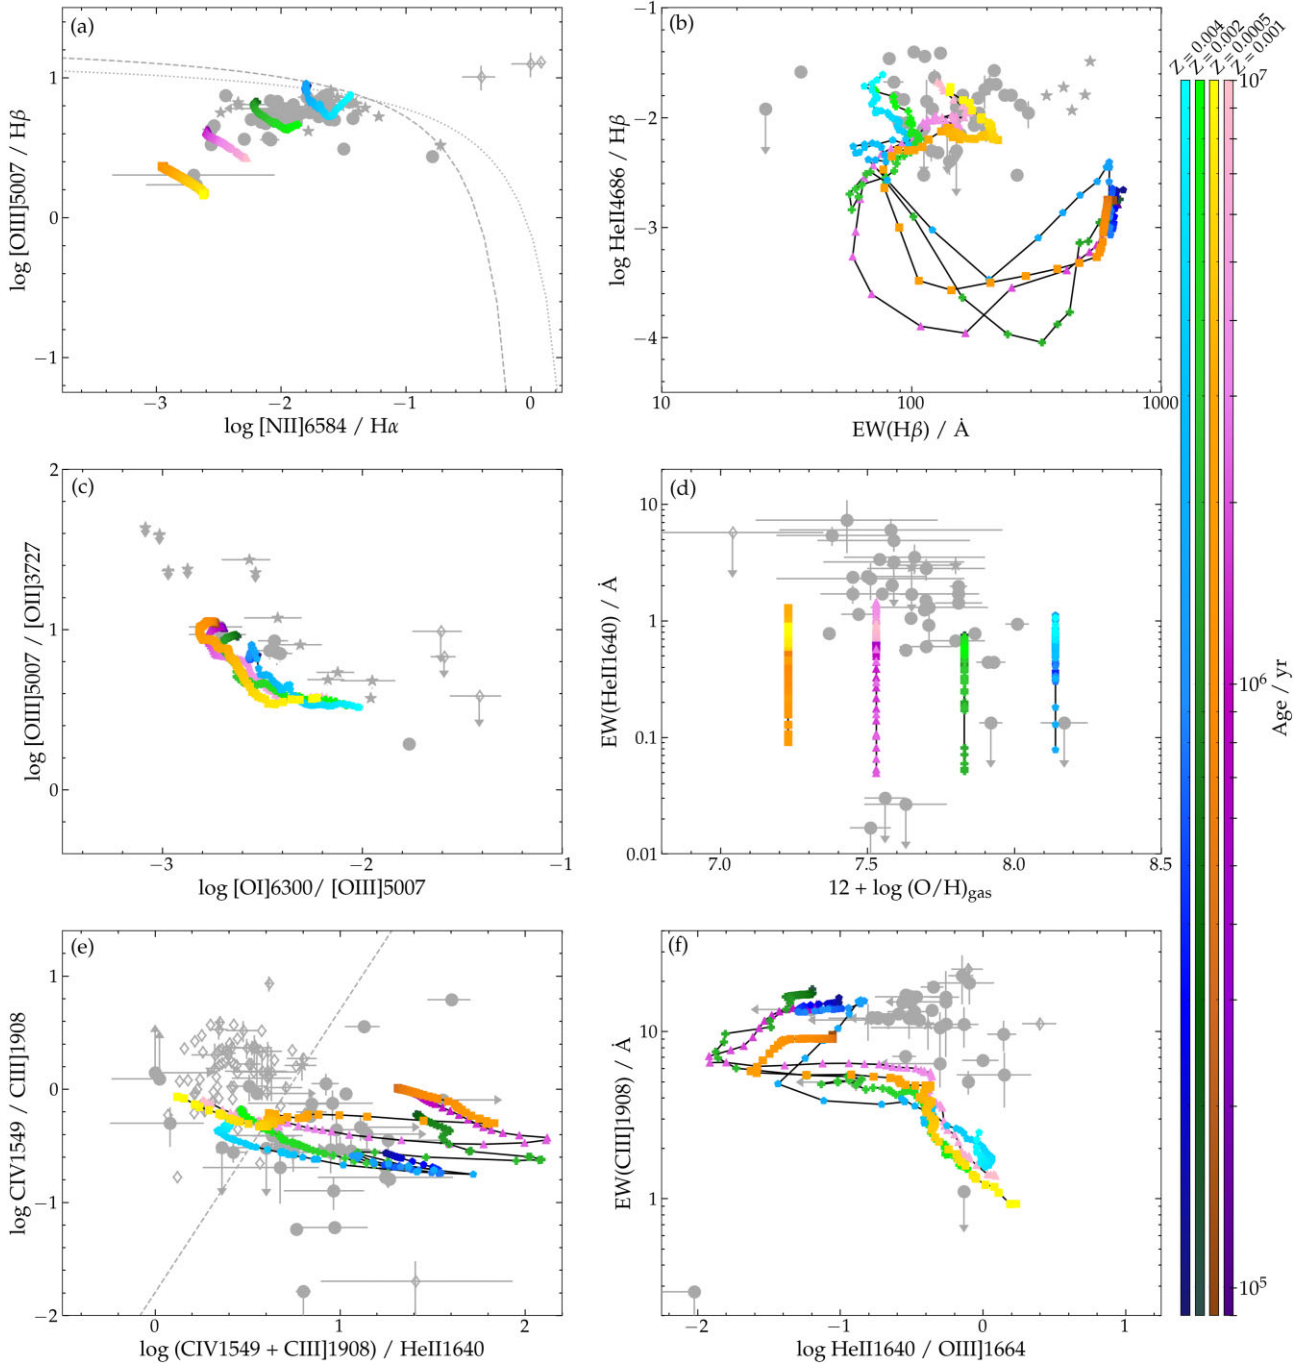 (a)
log [OIII]5007 / Hβ
1
0
−1
−3
−2
−1
0
log [NII]6584 / Hα
(b)
log HeII4686 / Hβ
−1
−2
−3
−4
10
100
1000
EW(Hβ) / Å
(c)
log [OIII]5007 / [OII]3727
2
1
0
−3
−2
−1
log [OI]6300/ [OIII]5007
(d)
EW(HeII1640) / Å
10
1
0.1
0.01
7.0
7.5
8.0
8.5
12 + log (O/H)gas
(e)
log CIV1549 / CIII]1908
1
0
−1
−2
0
1
2
log (CIV1549 + CIII]1908) / HeII1640
(f)
EW(CIII]1908) / Å
10
1
−2
−1
0
1
log HeII1640 / OIII]1664
Z = 0.004
Z = 0.002
Z = 0.0005
Z = 0.001
10⁷
10⁶
10⁵
Age / yr